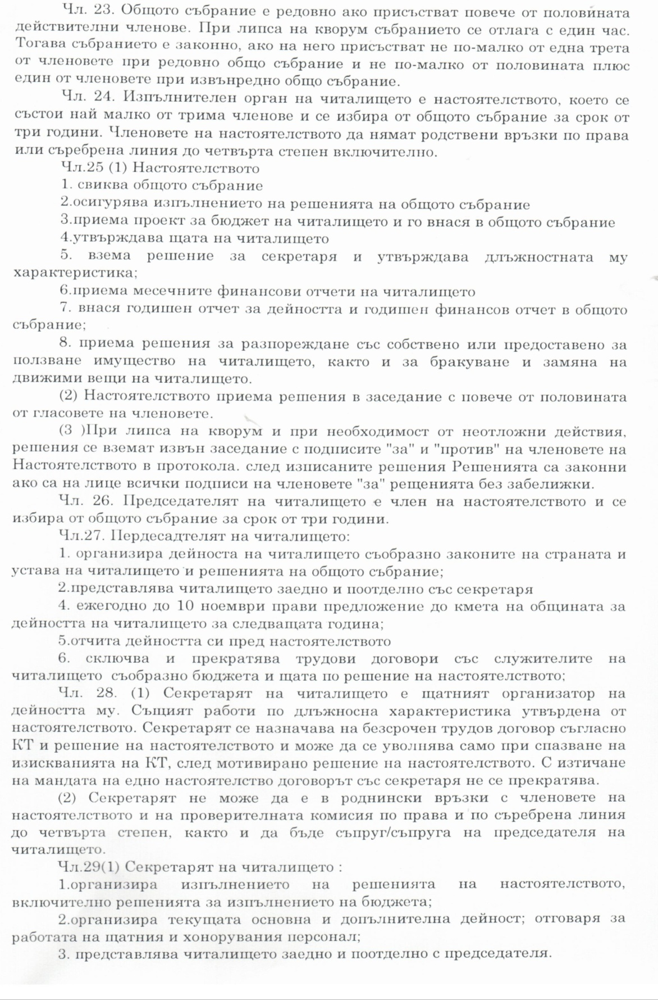 Чл. 23. Общото събрание е редовно ако присъстват повече от половината
действителни членове. При липса на кворум събранието се отлага с един час.
Тогава събранието е законно, ако на него присъстват не по-малко от една трета
от членовете при редовно общо събрание и не по-малко от половината плюс
един от членовете при извънредно общо събрание.
Чл. 24. Изпълнителен орган на читалището е настоятелството, което се
състои най малко от трима членове и се избира от общото събрание за срок от
три години. Членовете на настоятелството да нямат родствени връзки по права
или съребрена линия до четвърта степен включително.
Чл.25 (1) Настоятелството
1. свиква общото събрание
2.осигурява изпълнението на решенията на общото събрание
3.приема проект за бюджет на читалището и го внася в общото събрание
4.утвърждава щата на читалището
5. взема решение за секретаря и утвърждава длъжностната му
характеристика;
6.приема месечните финансови отчети на читалището
7. внася годишен отчет за дейността и годишен финансов отчет в общото
събрание;
8. приема решения за разпореждане със собствено или предоставено за
ползване имущество на читалището, както и за бракуване и замяна на
движими вещи на читалището.
(2) Настоятелството приема решения в заседание с повече от половината
от гласовете на членовете.
(3 )При липса на кворум и при необходимост от неотложни действия,
решения се вземат извън заседание с подписите "за" и "против" на членовете на
Настоятелството в протокола. след изписаните решения Решенията са законни
ако са на лице всички подписи на членовете "за" рещенията без забележки.
Чл. 26. Председателят на читалището е член на настоятелството и се
избира от общото събрание за срок от три години.
Чл.27. Пердесадтелят на читалището:
1. организира дейноста на читалището съобразно законите на страната и
устава на читалището и решенията на общото събрание;
2.представлява читалището заедно и поотделно със секретаря
4. ежегодно до 10 ноември прави предложение до кмета на общината за
дейността на читалището за следващата година;
5.отчита дейността си пред настоятелството
6. сключва и прекратява трудови договори със служителите на
читалището съобразно бюджета и щата по решение на настоятелството;
Чл. 28. (1) Секретарят на читалището е щатният организатор на
дейността му. Същият работи по длъжносна характеристика утвърдена от
настоятелството. Секретарят се назначава на безсрочен трудов договор съгласно
КТ и решение на настоятелството и може да се уволнява само при спазване на
изискванията на КТ, след мотивирано решение на настоятелството. С изтичане
на мандата на едно настоятелство договорът със секретаря не се прекратява.
(2) Секретарят не може да е в роднински връзки с членовете на
настоятелството и на проверителната комисия по права и по съребрена линия
до четвърта степен, както и да бъде съпруг/съпруга на председателя на
читалището.
Чл.29(1) Секретарят на читалището :
1.организира изпълнението на решенията на настоятелството,
включително решенията за изпълнението на бюджета;
2.организира текущата основна и допълнителна дейност; отговаря за
работата на щатния и хонорувания персонал;
3. представлява читалището заедно и поотделно с председателя.